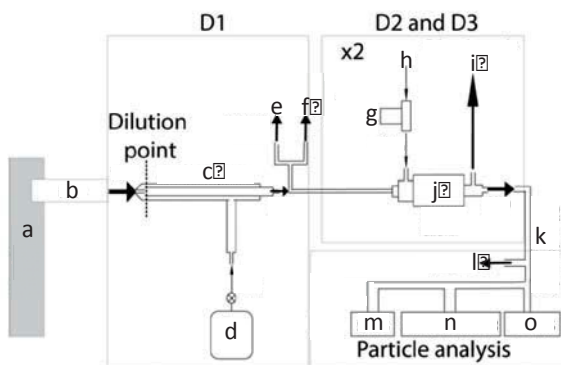 D1
D2 and D3
x2
h
i
e
f
g
Dilution
point
c
b
j
a
k
l
d
m
n
o
Particle analysis